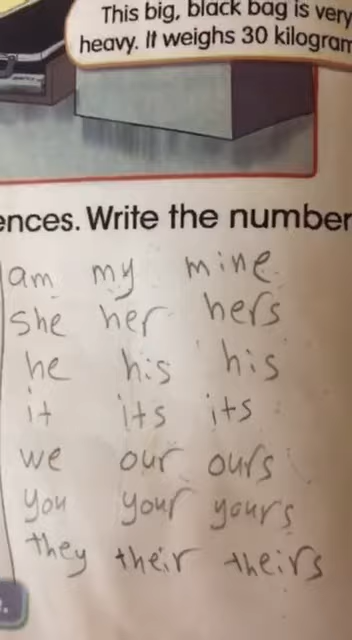 This big, black bag is very
heavy. It weighs 30 kilogram
ences. Write the number
am my mine
she her hers
he his his
it its its
we our ours
you your yours
they their theirs